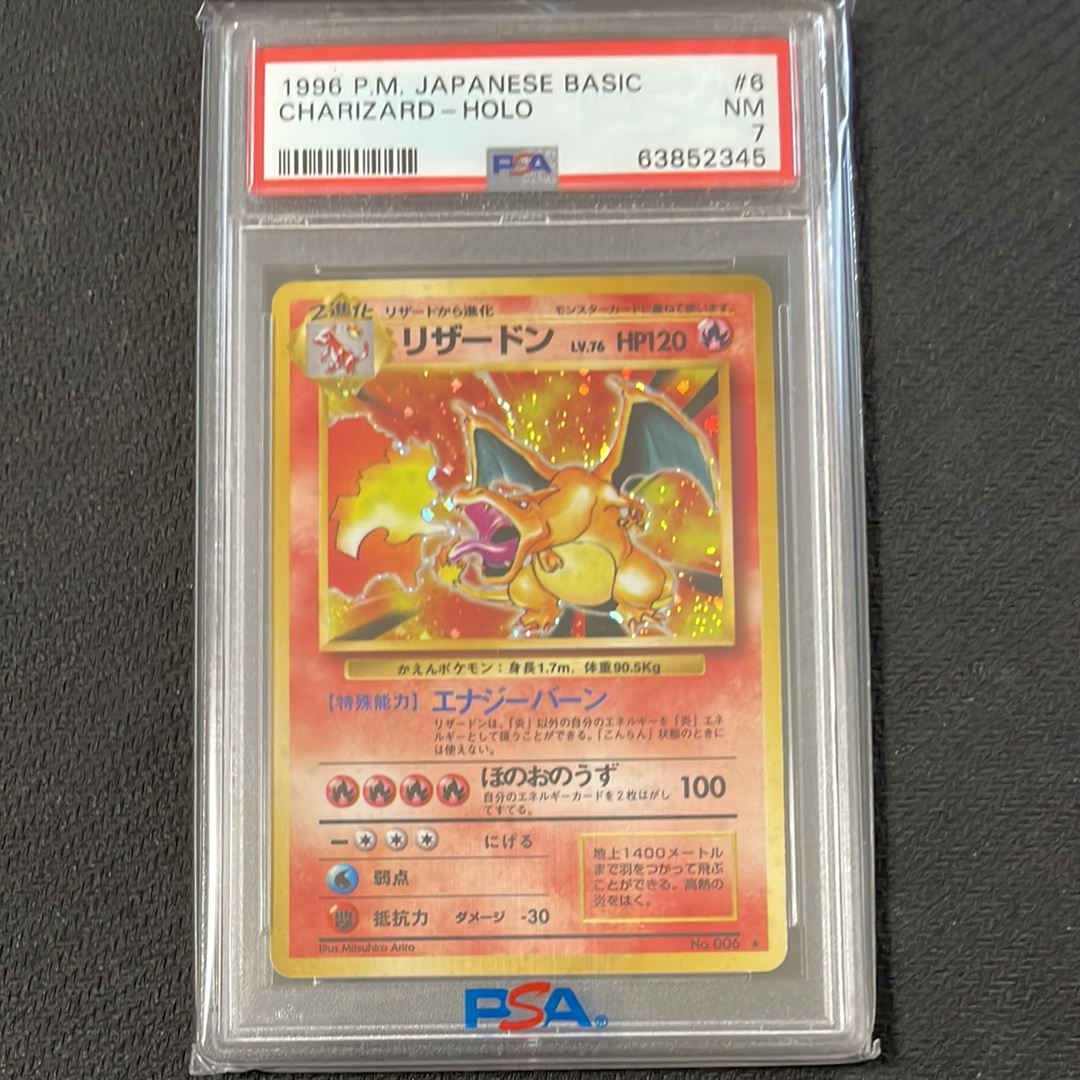 1996 P.M. JAPANESE BASIC #6
CHARIZARD - HOLO NM
7
PSA 63852345
2進化 リザードから進化 モンスターカードに重ねて使います。
リザードン LV.76 HP120
かえんポケモン：身長1.7m. 体重90.5Kg
【特殊能力】エナジーバーン
リザードンは、「炎」以外の自分のエネルギーを「炎」エネ
ルギーとして扱うことができる。「こんらん」状態のときに
は使えない。
ほのおのうず 100
自分のエネルギーカードを2枚はがし
てすてる。
にげる
弱点
抵抗力 ダメージ -30
地上1400メートル
まで羽をつかって飛ぶ
ことができる。高熱の
炎をはく。
Illus.Mitsuhiro Arita No.006 ★
PSA®